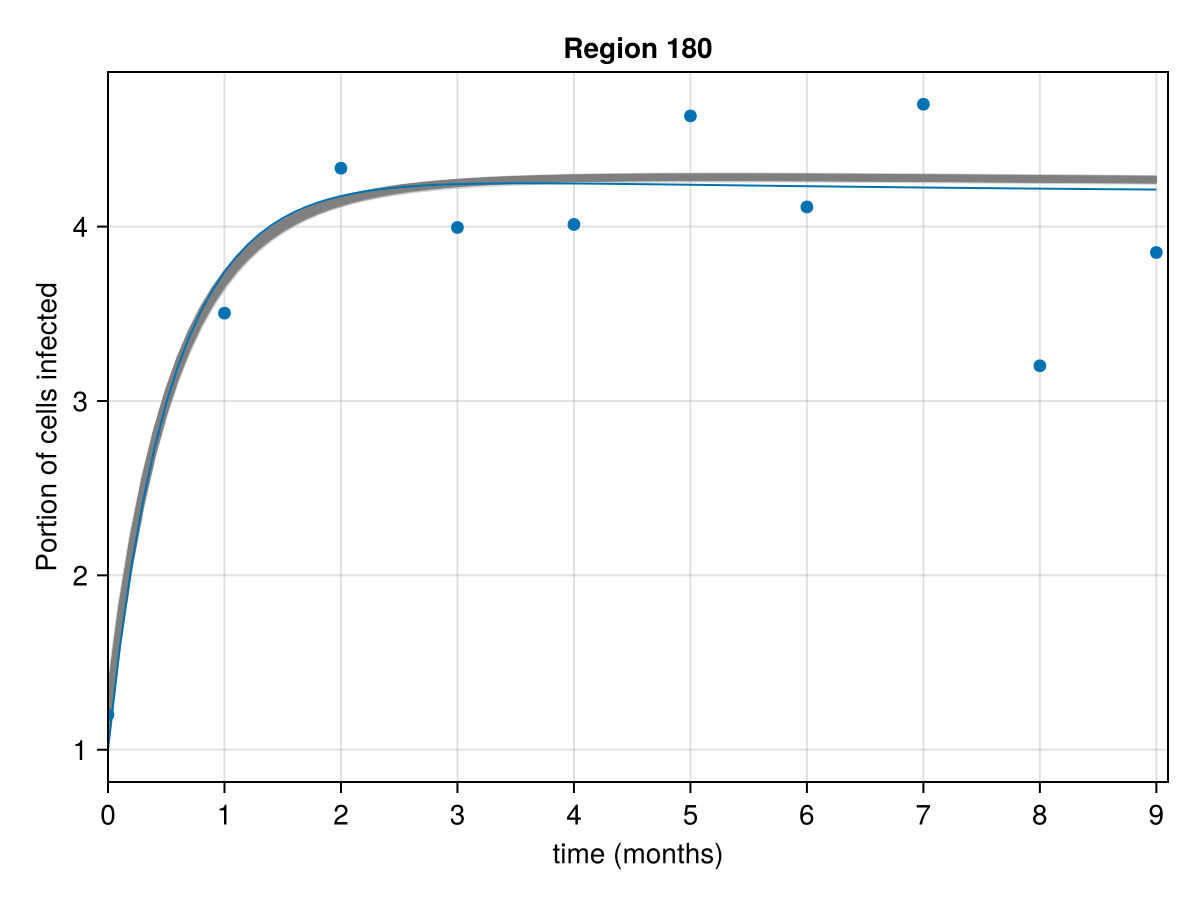 Region 180
Portion of cells infected
4
3
2
1
0 1 2 3 4 5 6 7 8 9
time (months)